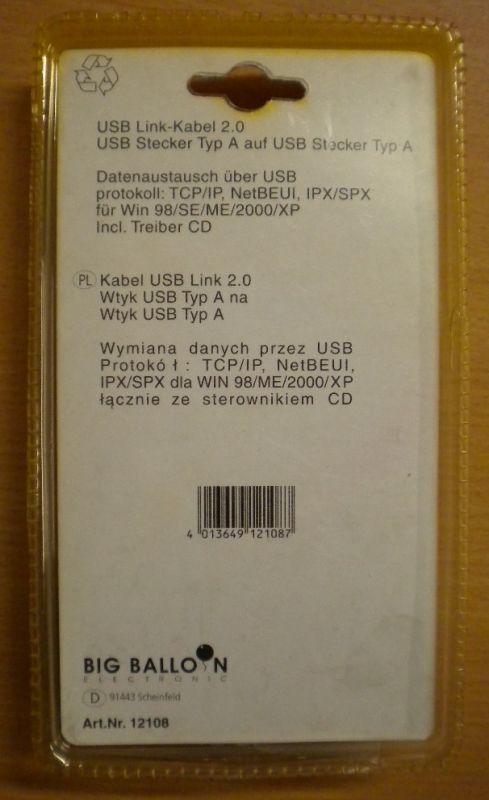 USB Link-Kabel 2.0
USB Stecker Typ A auf USB Stecker Typ A
Datenaustausch über USB
protokoll: TCP/IP, NetBEUI, IPX/SPX
für Win 98/SE/ME/2000/XP
Incl. Treiber CD
PL Kabel USB Link 2.0
Wtyk USB Typ A na
Wtyk USB Typ A
Wymiana danych przez USB
Protokó ł : TCP/IP, NetBEUI,
IPX/SPX dla WIN 98/ME/2000/XP
łącznie ze sterownikiem CD
4 013649 121087
BIG BALLOON
ELECTRONIC
D 91443 Scheinfeld
Art.Nr. 12108